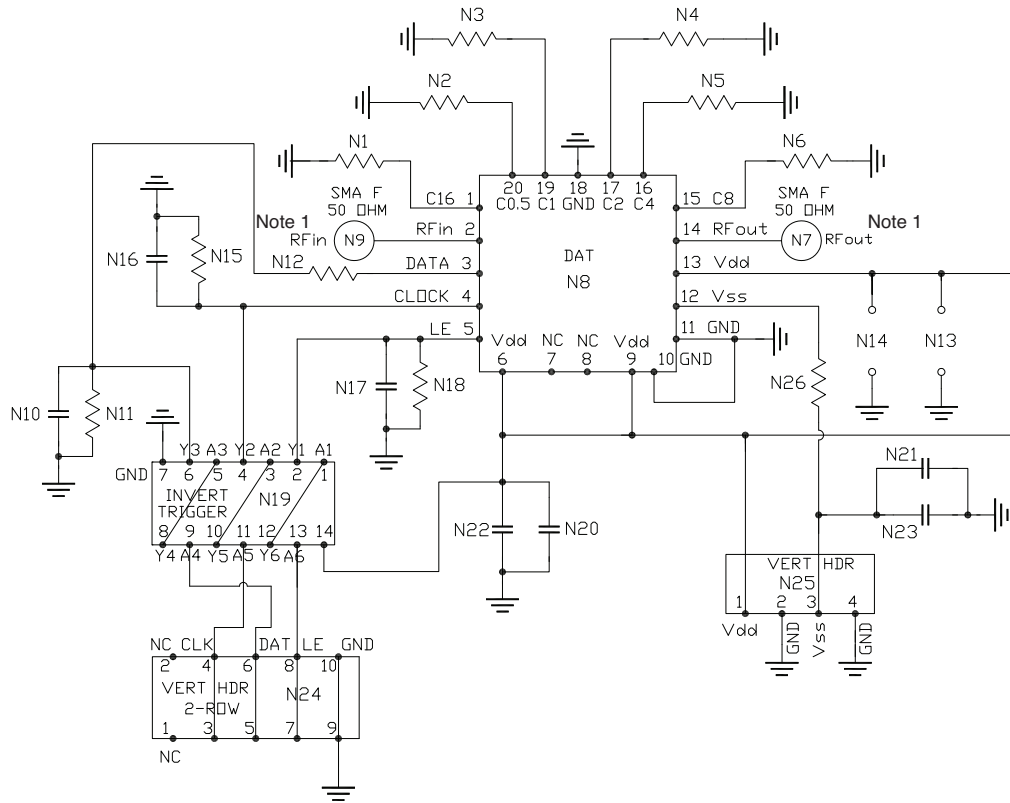 N3
N4
N2
N5
N1
N6
SMA F
50 OHM
Note 1
RFin
N9
C16 1
RFin 2
DATA 3
CLOCK 4
LE 5
20 19 18 17 16
C0.5 C1 GND C2 C4
DAT
N8
15 C8
14 RFout
13 Vdd
12 Vss
11 GND
SMA F
50 OHM
Note 1
N7
RFout
Vdd NC NC Vdd
6 7 8 9 10 GND
N16
N15
N12
N14
N13
N17
N18
N26
N10
N11
GND
Y3 A3 Y2 A2 Y1 A1
7 6 5 4 3 2 1
INVERT
TRIGGER
N19
8 9 10 11 12 13 14
Y4 A4 Y5 A5 Y6 A6
N22
N20
N21
N23
VERT HDR
N25
1 2 3 4
Vdd
GND
Vss
GND
NC CLK DAT LE GND
2 4 6 8 10
VERT HDR
2-ROW
N24
1 3 5 7 9
NC